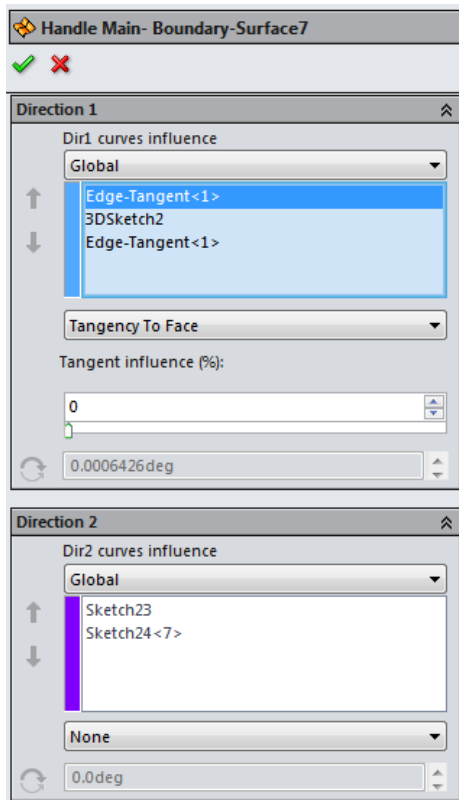 Handle Main- Boundary-Surface7
Direction 1
Dir1 curves influence
Global
Edge-Tangent<1>
3DSketch2
Edge-Tangent<1>
Tangency To Face
Tangent influence (%):
0
0.0006426deg
Direction 2
Dir2 curves influence
Global
Sketch23
Sketch24<7>
None
0.0deg